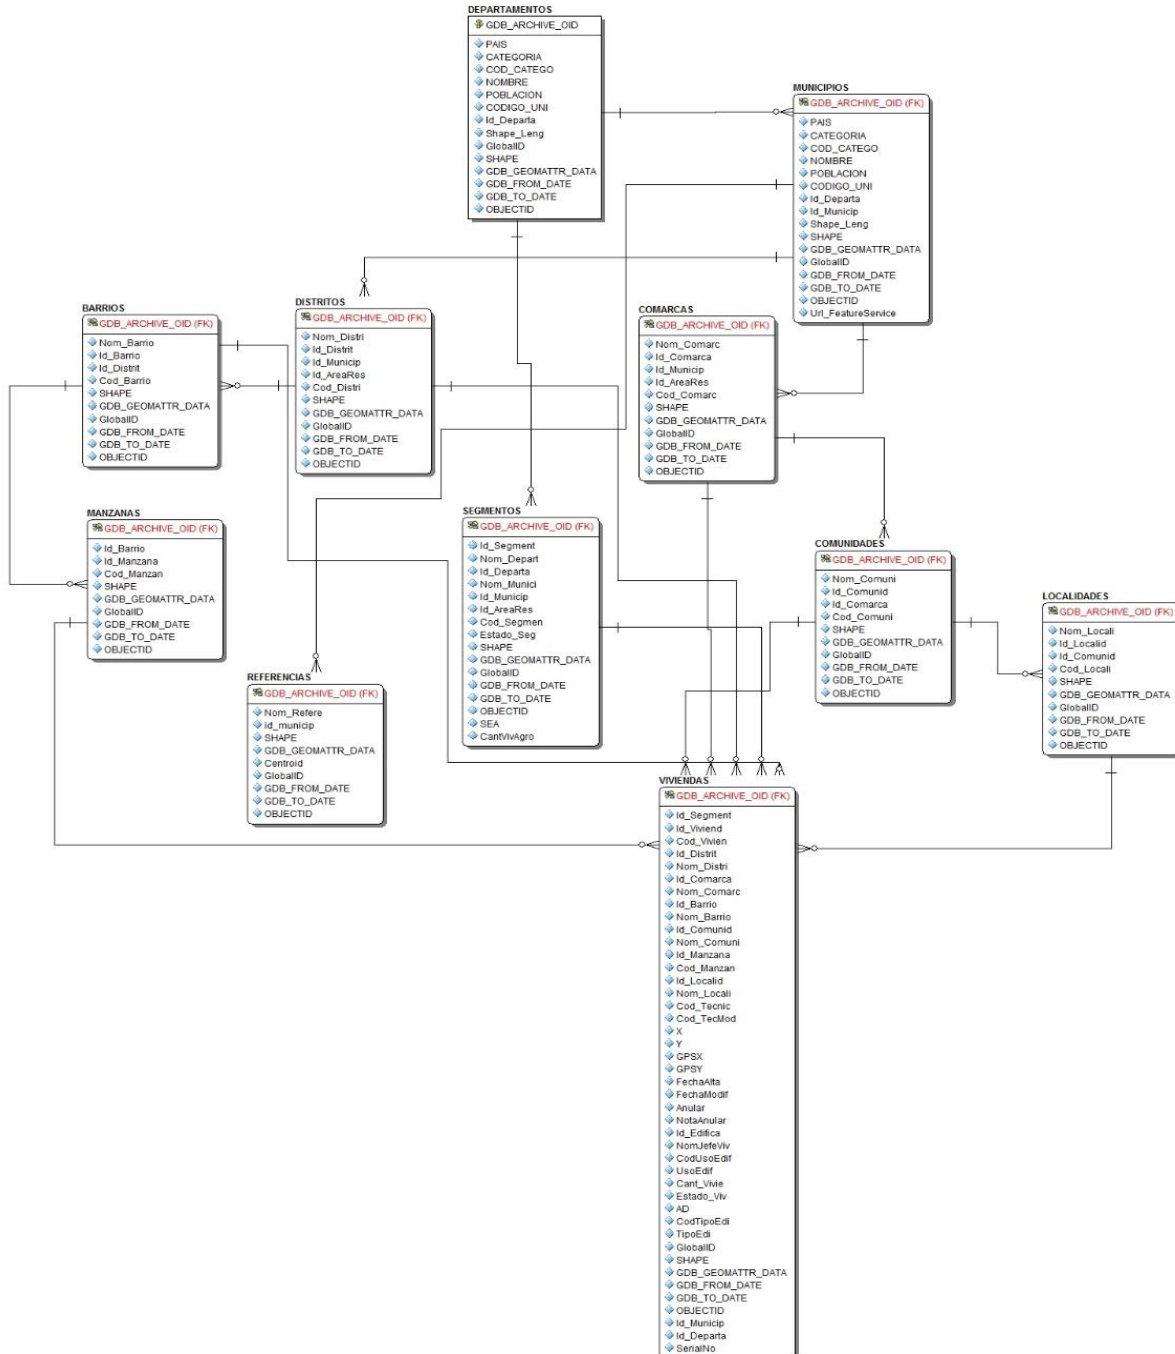 DEPARTAMENTOS
GDB_ARCHIVE_OID
PAIS
CATEGORIA
COD_CATEGO
NOMBRE
POBLACION
CODIGO_UNI
Id_Departa
Shape_Leng
GlobalID
SHAPE
GDB_GEOMATTR_DATA
GDB_FROM_DATE
GDB_TO_DATE
OBJECTID
MUNICIPIOS
GDB_ARCHIVE_OID (FK)
PAIS
CATEGORIA
COD_CATEGO
NOMBRE
POBLACION
CODIGO_UNI
Id_Departa
Id_Municip
Shape_Leng
SHAPE
GDB_GEOMATTR_DATA
GlobalID
GDB_FROM_DATE
GDB_TO_DATE
OBJECTID
Url_FeatureService
BARRIOS
GDB_ARCHIVE_OID (FK)
Nom_Barrio
Id_Barrio
Id_Distrit
Cod_Barrio
SHAPE
GDB_GEOMATTR_DATA
GlobalID
GDB_FROM_DATE
GDB_TO_DATE
OBJECTID
DISTRITOS
GDB_ARCHIVE_OID (FK)
Nom_Distri
Id_Distrit
Id_Municip
Id_AreaRes
Cod_Distri
SHAPE
GDB_GEOMATTR_DATA
GlobalID
GDB_FROM_DATE
GDB_TO_DATE
OBJECTID
COMARCAS
GDB_ARCHIVE_OID (FK)
Nom_Comarc
Id_Comarca
Id_Municip
Id_AreaRes
Cod_Comarc
SHAPE
GDB_GEOMATTR_DATA
GlobalID
GDB_FROM_DATE
GDB_TO_DATE
OBJECTID
MANZANAS
GDB_ARCHIVE_OID (FK)
Id_Barrio
Id_Manzana
Cod_Manzan
SHAPE
GDB_GEOMATTR_DATA
GlobalID
GDB_FROM_DATE
GDB_TO_DATE
OBJECTID
SEGMENTOS
GDB_ARCHIVE_OID (FK)
Id_Segment
Nom_Depart
Id_Departa
Nom_Munici
Id_Municip
Id_AreaRes
Cod_Segmen
Estado_Seg
SHAPE
GDB_GEOMATTR_DATA
GlobalID
GDB_FROM_DATE
GDB_TO_DATE
OBJECTID
SEA
CantVivAgro
COMUNIDADES
GDB_ARCHIVE_OID (FK)
Nom_Comuni
Id_Comunid
Id_Comarca
Cod_Comuni
SHAPE
GDB_GEOMATTR_DATA
GlobalID
GDB_FROM_DATE
GDB_TO_DATE
OBJECTID
LOCALIDADES
GDB_ARCHIVE_OID (FK)
Nom_Locali
Id_Localid
Id_Comunid
Cod_Locali
SHAPE
GDB_GEOMATTR_DATA
GlobalID
GDB_FROM_DATE
GDB_TO_DATE
OBJECTID
REFERENCIAS
GDB_ARCHIVE_OID (FK)
Nom_Refere
id_municip
SHAPE
GDB_GEOMATTR_DATA
Centroid
GlobalID
GDB_FROM_DATE
GDB_TO_DATE
OBJECTID
VIVIENDAS
GDB_ARCHIVE_OID (FK)
Id_Segment
Id_Viviend
Cod_Vivien
Id_Distrit
Nom_Distri
Id_Comarca
Nom_Comarc
Id_Barrio
Nom_Barrio
Id_Comunid
Nom_Comuni
Id_Manzana
Cod_Manzan
Id_Localid
Nom_Locali
Cod_Tecnic
Cod_TecMod
X
Y
GPSX
GPSY
FechaAlta
FechaModif
Anular
NotaAnular
Id_Edifica
NomJefeViv
CodUsoEdif
UsoEdif
Cant_Vivie
Estado_Viv
AD
CodTipoEdi
TipoEdi
GlobalID
SHAPE
GDB_GEOMATTR_DATA
GDB_FROM_DATE
GDB_TO_DATE
OBJECTID
Id_Municip
Id_Departa
SerialNo